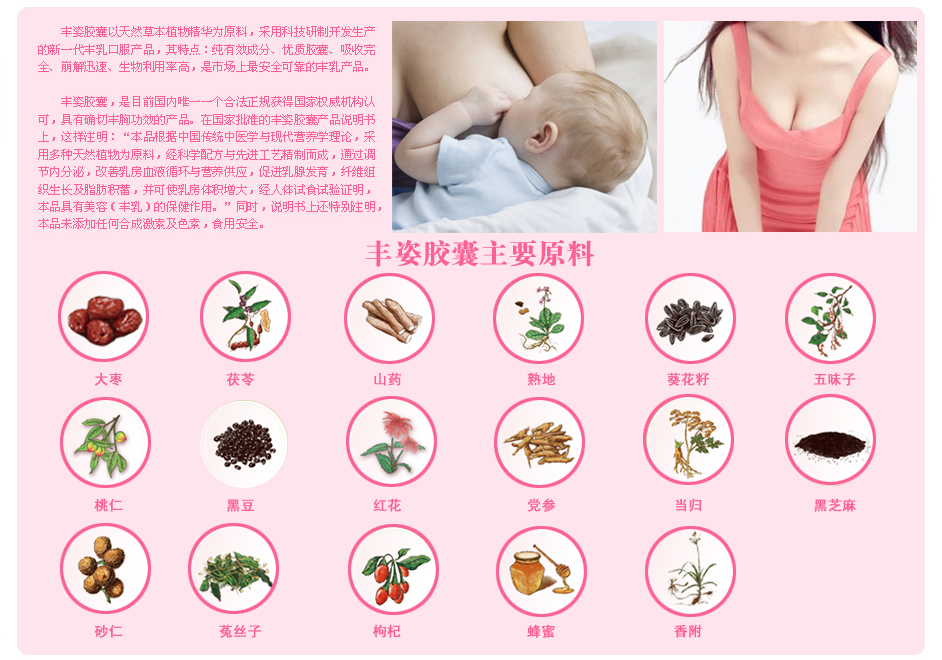 丰姿胶囊以天然草本植物精华为原料，采用科技研制开发生产
的新一代丰乳口服产品，其特点：纯有效成分、优质胶囊、吸收完
全、崩解迅速、生物利用率高，是市场上最安全可靠的丰乳产品。
丰姿胶囊，是目前国内唯一一个合法正规获得国家权威机构认
可，具有确切丰胸功效的产品。在国家批准的丰姿胶囊产品说明书
上，这样注明：“本品根据中国传统中医学与现代营养学理论，采
用多种天然植物为原料，经科学配方与先进工艺精制而成，通过调
节内分泌，改善乳房血液循环与营养供应，促进乳腺发育，纤维组
织生长及脂肪积蓄，并可使乳房体积增大，经人体试食试验证明，
本品具有美容（丰乳）的保健作用。”同时，说明书上还特别注明，
本品未添加任何合成激素及色素，食用安全。
丰姿胶囊主要原料
大枣 茯苓 山药 熟地 葵花籽 五味子
桃仁 黑豆 红花 党参 当归 黑芝麻
砂仁 菟丝子 枸杞 蜂蜜 香附